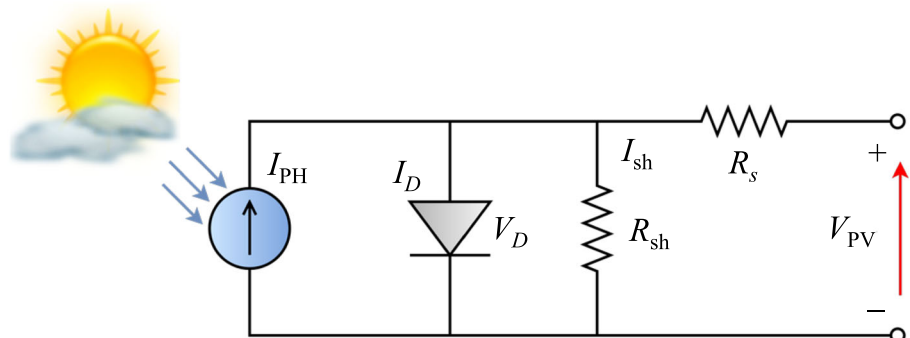 I_PH
I_D
V_D
I_sh
R_sh
R_s
+
V_PV
−